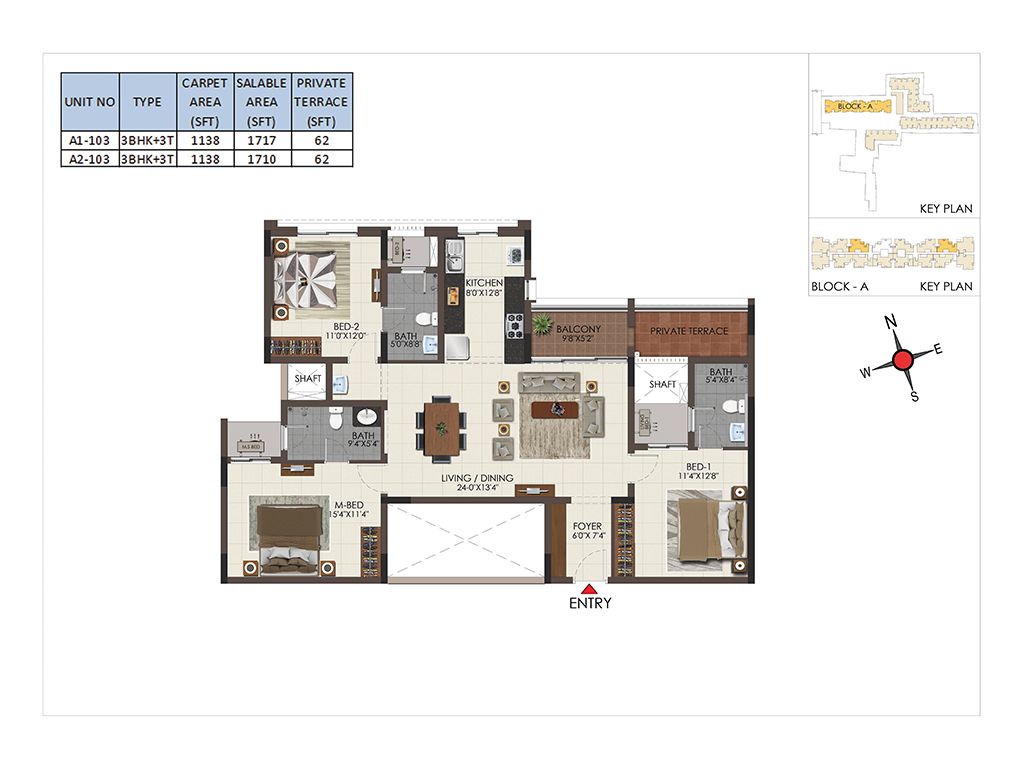 UNIT NO TYPE CARPET AREA (SFT) SALABLE AREA (SFT) PRIVATE TERRACE (SFT)
A1-103 3BHK+3T 1138 1717 62
A2-103 3BHK+3T 1138 1710 62
BLOCK - A
KEY PLAN
BLOCK - A KEY PLAN
N
E
W
S
BED-2
11'0"X12'0"
BED-2
BATH
5'0"X8'8"
KITCHEN
8'0"X12'8"
BALCONY
9'8"X5'2"
PRIVATE TERRACE
SHAFT
SHAFT
BATH
5'4"X8'4"
BATH
9'4"X5'4"
M.S BED
LIVING / DINING
24-0"X13'4"
BED-1
11'4"X12'8"
M-BED
15'4"X11'4"
FOYER
6'0"X 7'4"
ENTRY